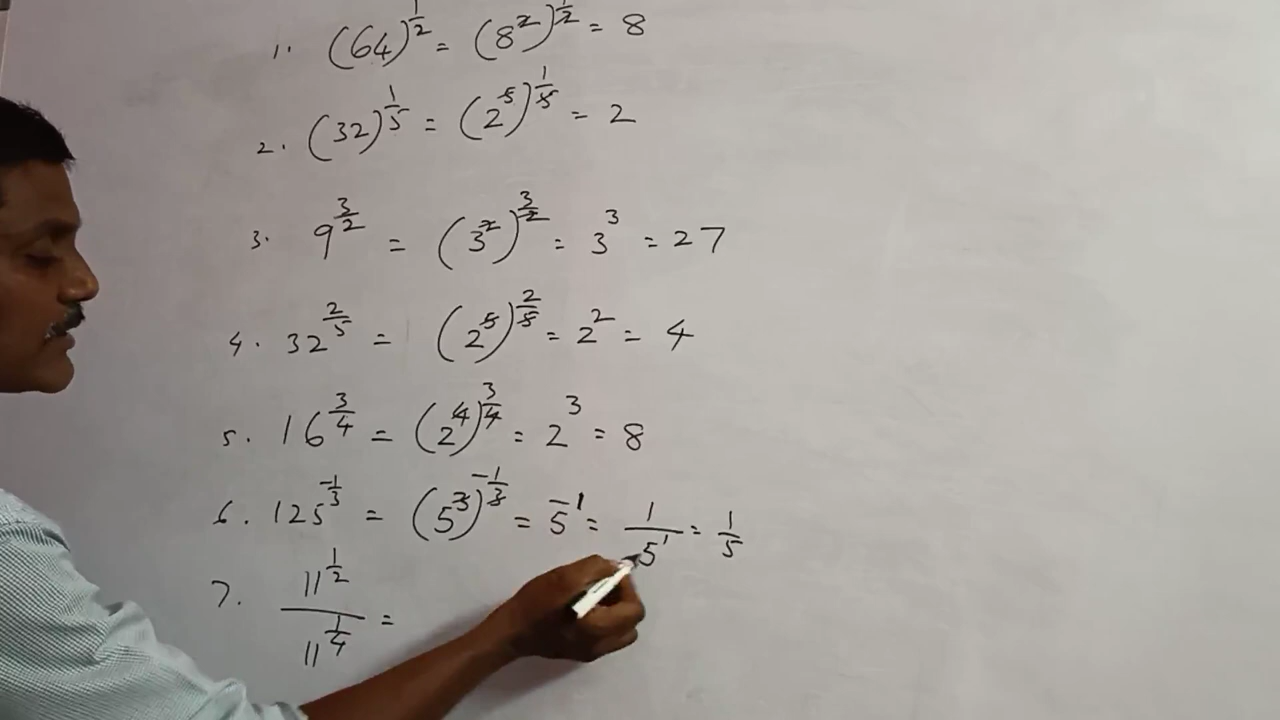 1. (64)^{1/2} = (8^2)^{1/2} = 8
2. (32)^{1/5} = (2^5)^{1/5} = 2
3. 9^{3/2} = (3^2)^{3/2} = 3^3 = 27
4. 32^{2/5} = (2^5)^{2/5} = 2^2 = 4
5. 16^{3/4} = (2^4)^{3/4} = 2^3 = 8
6. 125^{-1/3} = (5^3)^{-1/3} = 5^{-1} = 1/5^1 = 1/5
7. 11^{1/2} / 11^{1/4} =